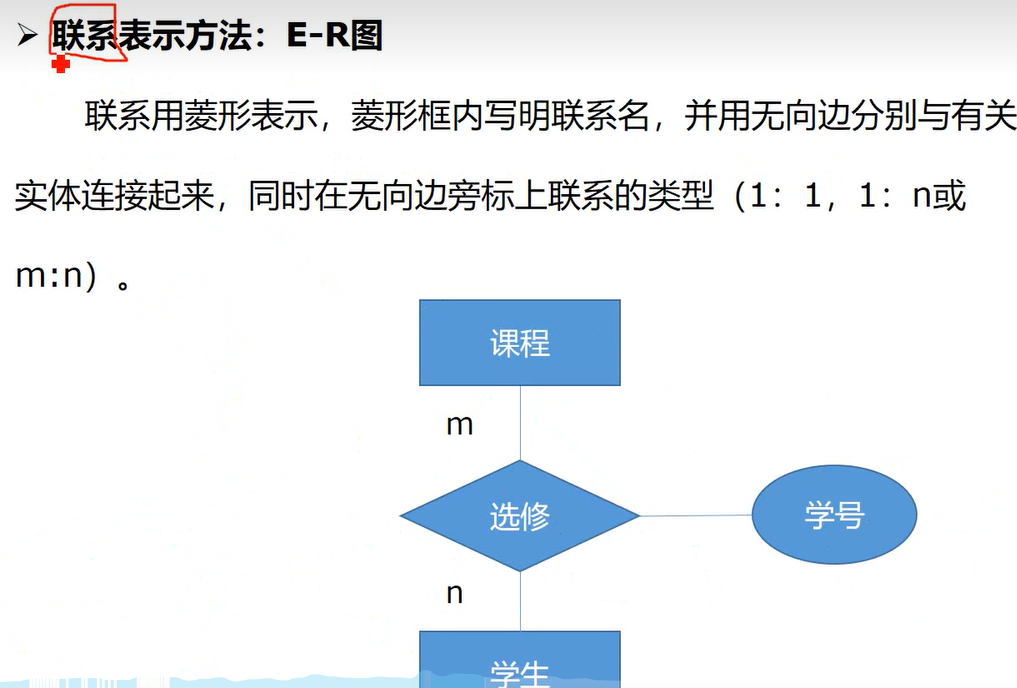 ➢ 联系表示方法：E-R图
联系用菱形表示，菱形框内写明联系名，并用无向边分别与有关
实体连接起来，同时在无向边旁标上联系的类型（1：1，1：n或
m:n）。
课程
m
选修
学号
n
学生